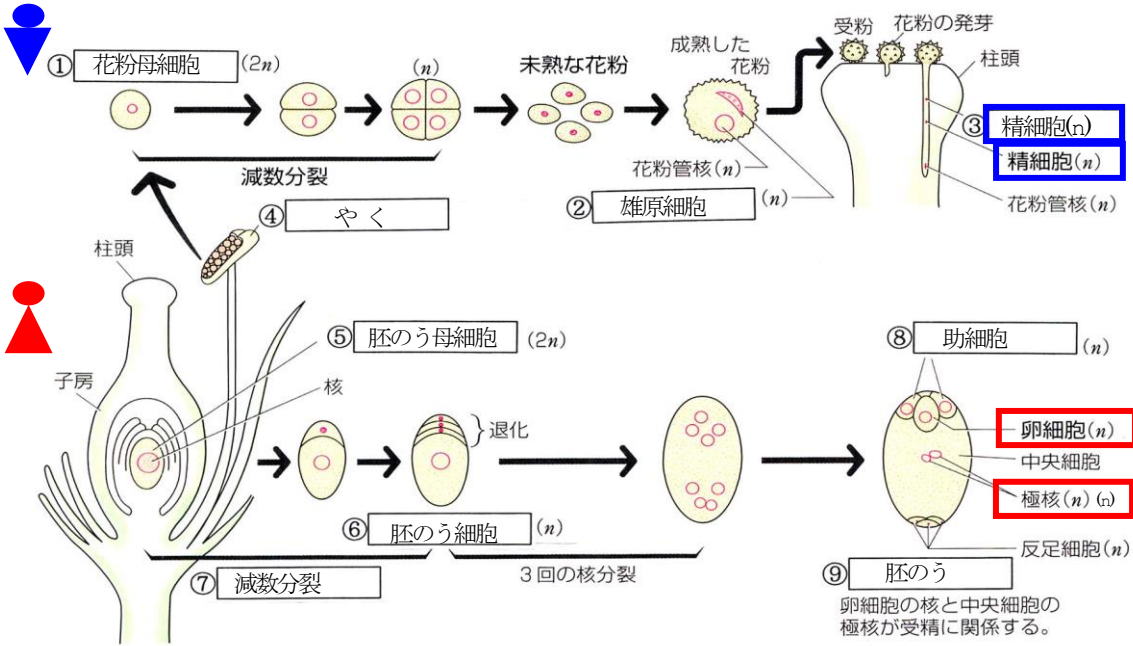 ① 花粉母細胞 (2n)
(n)
未熟な花粉
成熟した
花粉
受粉
花粉の発芽
柱頭
③ 精細胞(n)
精細胞(n)
花粉管核(n)
花粉管核(n)
② 雄原細胞 (n)
減数分裂
④ やく
柱頭
子房
⑤ 胚のう母細胞 (2n)
核
退化
⑥ 胚のう細胞 (n)
⑦ 減数分裂
3回の核分裂
⑧ 助細胞 (n)
卵細胞(n)
中央細胞
極核(n)(n)
反足細胞(n)
⑨ 胚のう
卵細胞の核と中央細胞の
極核が受精に関係する。